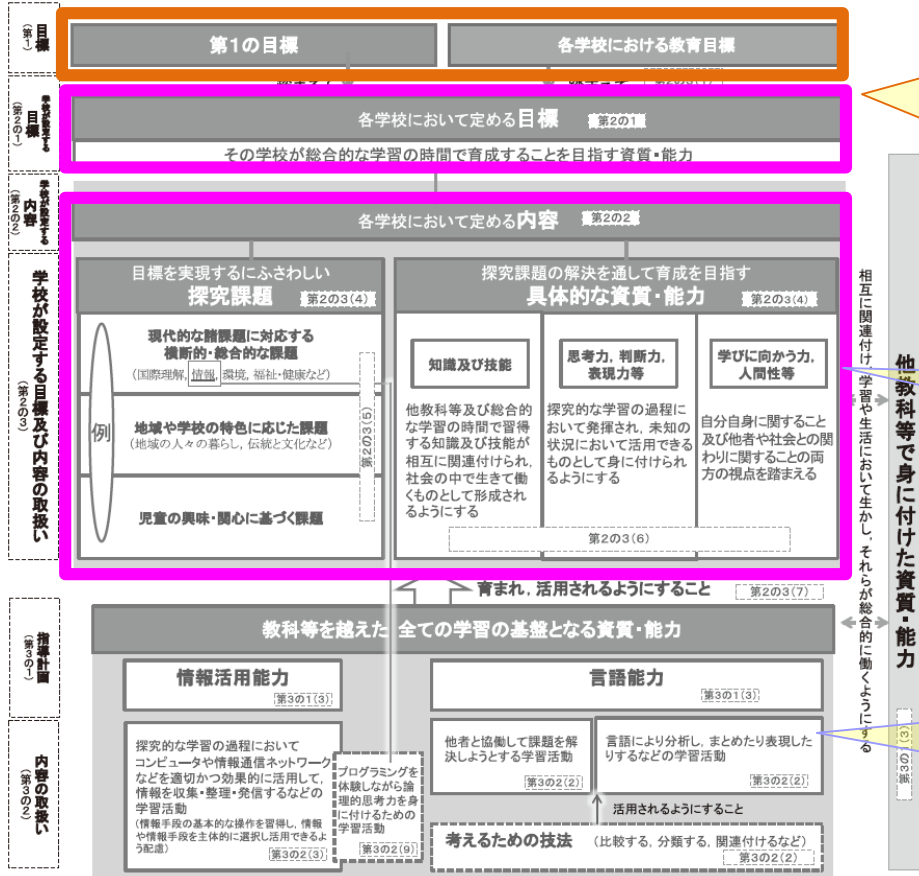 目標
(第1)
第1の目標
各学校における教育目標
学校が設定する
目標
(第2の1)
各学校において定める目標 第2の1
その学校が総合的な学習の時間で育成することを目指す資質・能力
学校が設定する
内容
(第2の2)
各学校において定める内容 第2の2
学校が設定する目標及び内容の取扱い
(第2の3)
目標を実現するにふさわしい
探究課題 第2の3(4)
現代的な諸課題に対応する
横断的・総合的な課題
(国際理解, 情報, 環境, 福祉・健康など)
例
地域や学校の特色に応じた課題
(地域の人々の暮らし, 伝統と文化など)
児童の興味・関心に基づく課題
第2の3(5)
探究課題の解決を通して育成を目指す
具体的な資質・能力 第2の3(4)
知識及び技能
他教科等及び総合的
な学習の時間で習得
する知識及び技能が
相互に関連付けられ,
社会の中で生きて働
くものとして形成され
るようにする
思考力, 判断力,
表現力等
探究的な学習の過程に
おいて発揮され, 未知の
状況において活用できる
ものとして身に付けられ
るようにする
学びに向かう力,
人間性等
自分自身に関すること
及び他者や社会との関
わりに関することの両
方の視点を踏まえる
第2の3(6)
育まれ, 活用されるようにすること 第2の3(7)
相互に関連付け, 学習や生活において生かし, それらが総合的に働くようにする
他教科等で身に付けた資質・能力
第3の1(3)
指導計画
(第3の1)
教科等を越えた 全ての学習の基盤となる資質・能力
情報活用能力
第3の1(3)
言語能力
第3の1(3)
内容の取扱い
(第3の2)
探究的な学習の過程において
コンピュータや情報通信ネットワーク
などを適切かつ効果的に活用して,
情報を収集・整理・発信するなどの
学習活動
(情報手段の基本的な操作を習得し, 情報
や情報手段を主体的に選択し活用できるよ
う配慮)
第3の2(3)
プログラミングを
体験しながら論
理的思考力を身
に付けるための
学習活動
第3の2(9)
他者と協働して課題を解
決しようとする学習活動
第3の2(2)
言語により分析し, まとめたり表現した
りするなどの学習活動
第3の2(2)
活用されるようにすること
考えるための技法 (比較する, 分類する, 関連付けるなど)
第3の2(2)